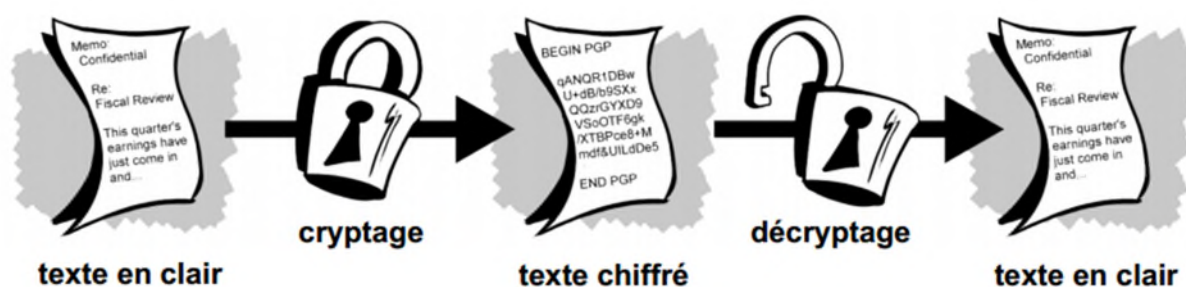 Memo:
Confidential
Re:
Fiscal Review
This quarter's
earnings have
just come in
and...
cryptage
texte en clair
BEGIN PGP
qANQR1DBw
U+dB/b9SXx
QQzrGYXD9
VSoOTF6gk
/XTBPce8+M
mdf&UILdDe5
END PGP
texte chiffré
décryptage
Memo:
Confidential
Re:
Fiscal Review
This quarter's
earnings have
just come in
and...
texte en clair